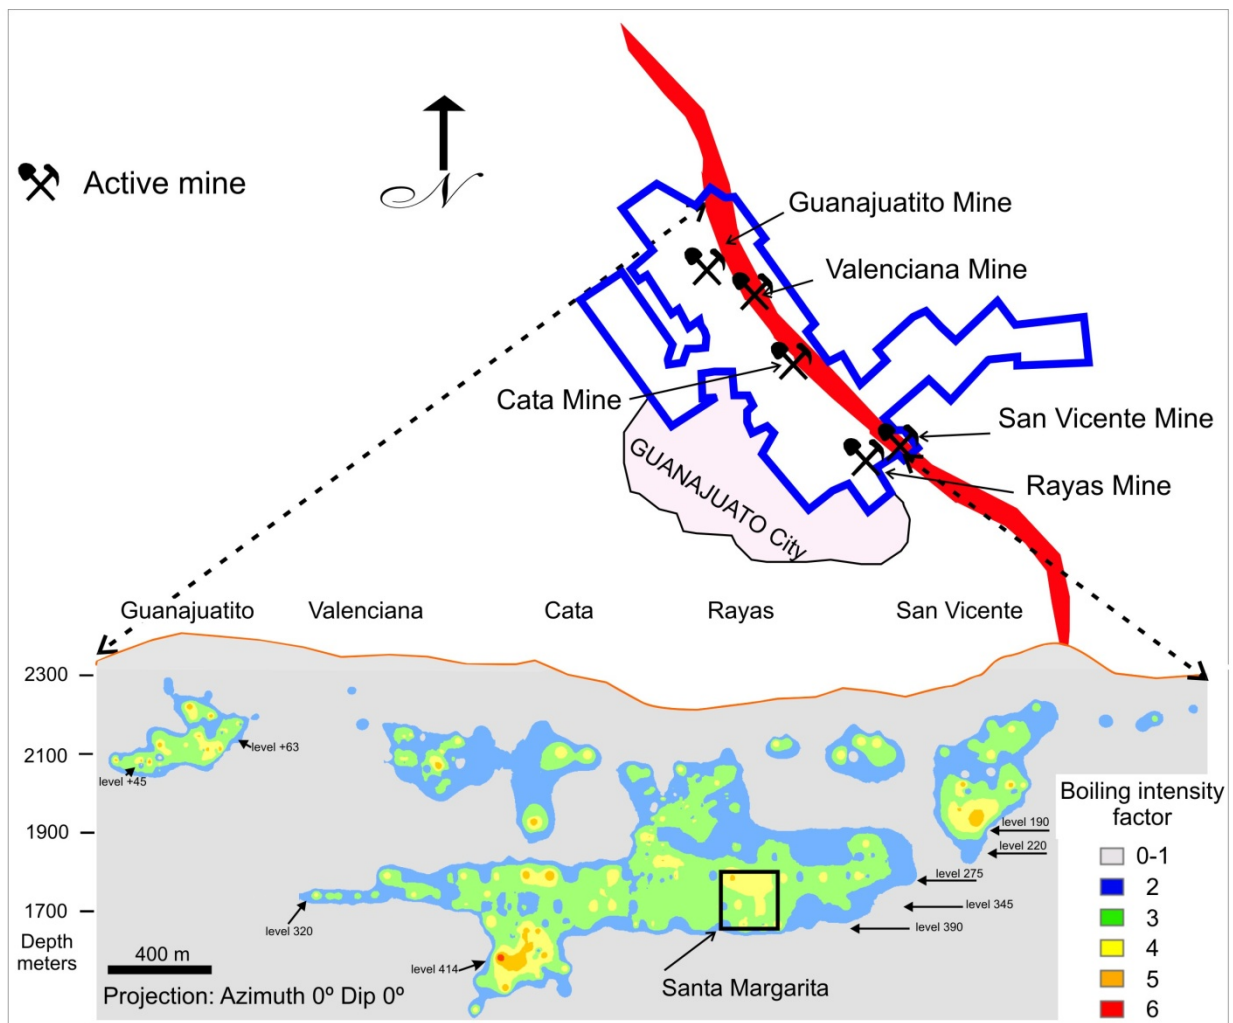 Active mine
N
Guanajuatito Mine
Valenciana Mine
Cata Mine
San Vicente Mine
Rayas Mine
GUANAJUATO City
Guanajuatito
Valenciana
Cata
Rayas
San Vicente
2300
2100
1900
1700
Depth
meters
level +63
level +45
level 320
level 414
level 190
level 220
level 275
level 345
level 390
Santa Margarita
400 m
Projection: Azimuth 0º Dip 0º
Boiling intensity
factor
0-1
2
3
4
5
6